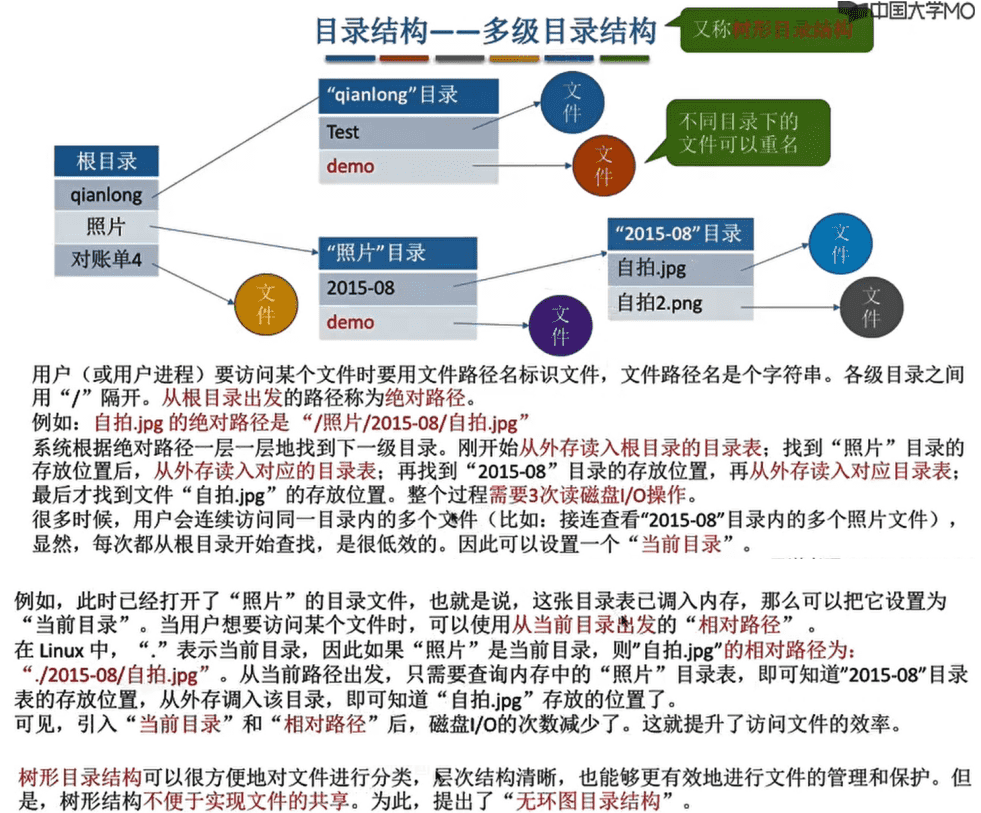 中国大学MO
目录结构——多级目录结构
又称树形目录结构
“qianlong”目录
Test
demo
文件
文件
不同目录下的
文件可以重名
根目录
qianlong
照片
对账单4
文件
“照片”目录
2015-08
demo
文件
“2015-08”目录
自拍.jpg
自拍2.png
文件
文件
用户（或用户进程）要访问某个文件时要用文件路径名标识文件，文件路径名是个字符串。各级目录之间
用“/”隔开。从根目录出发的路径称为绝对路径。
例如：自拍.jpg 的绝对路径是 “/照片/2015-08/自拍.jpg”
系统根据绝对路径一层一层地找到下一级目录。刚开始从外存读入根目录的目录表；找到“照片”目录的
存放位置后，从外存读入对应的目录表；再找到“2015-08”目录的存放位置，再从外存读入对应目录表；
最后才找到文件“自拍.jpg”的存放位置。整个过程需要3次读磁盘I/O操作。
很多时候，用户会连续访问同一目录内的多个文件（比如：接连查看“2015-08”目录内的多个照片文件），
显然，每次都从根目录开始查找，是很低效的。因此可以设置一个“当前目录”。
例如，此时已经打开了“照片”的目录文件，也就是说，这张目录表已调入内存，那么可以把它设置为
“当前目录”。当用户想要访问某个文件时，可以使用从当前目录出发的“相对路径”。
在 Linux 中，“.”表示当前目录，因此如果“照片”是当前目录，则”自拍.jpg”的相对路径为：
“./2015-08/自拍.jpg”。从当前路径出发，只需要查询内存中的“照片”目录表，即可知道”2015-08”目录
表的存放位置，从外存调入该目录，即可知道“自拍.jpg”存放的位置了。
可见，引入“当前目录”和“相对路径”后，磁盘I/O的次数减少了。这就提升了访问文件的效率。
树形目录结构可以很方便地对文件进行分类，层次结构清晰，也能够更有效地进行文件的管理和保护。但
是，树形结构不便于实现文件的共享。为此，提出了“无环图目录结构”。